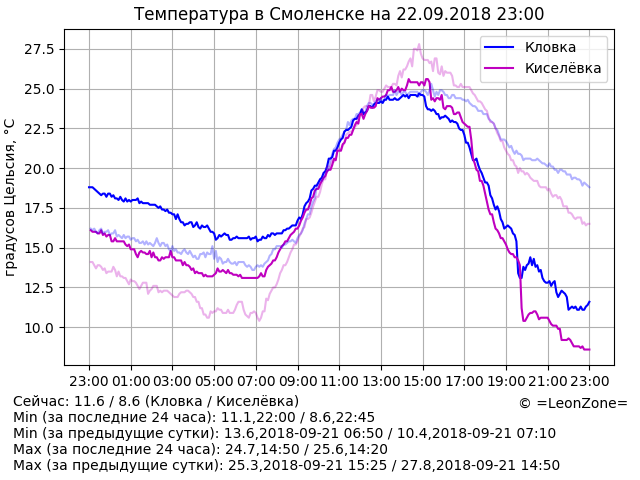 Температура в Смоленске на 22.09.2018 23:00
Кловка
Киселёвка
градусов Цельсия, °C
27.5
25.0
22.5
20.0
17.5
15.0
12.5
10.0
23:00 01:00 03:00 05:00 07:00 09:00 11:00 13:00 15:00 17:00 19:00 21:00 23:00
Сейчас: 11.6 / 8.6 (Кловка / Киселёвка)
© =LeonZone=
Min (за последние 24 часа): 11.1,22:00 / 8.6,22:45
Min (за предыдущие сутки): 13.6,2018-09-21 06:50 / 10.4,2018-09-21 07:10
Max (за последние 24 часа): 24.7,14:50 / 25.6,14:20
Max (за предыдущие сутки): 25.3,2018-09-21 15:25 / 27.8,2018-09-21 14:50